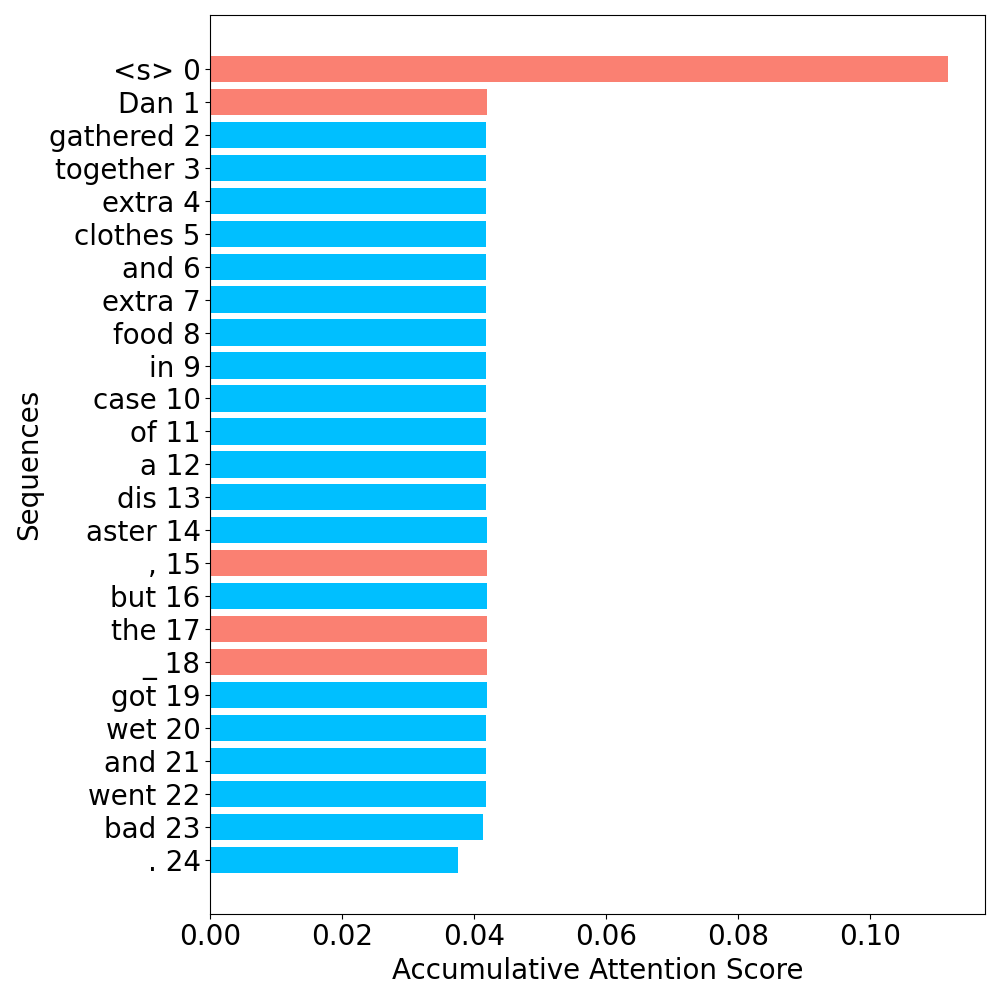 <s> 0
Dan 1
gathered 2
together 3
extra 4
clothes 5
and 6
extra 7
food 8
in 9
case 10
of 11
a 12
dis 13
aster 14
, 15
but 16
the 17
_ 18
got 19
wet 20
and 21
went 22
bad 23
. 24
Sequences
0.00 0.02 0.04 0.06 0.08 0.10
Accumulative Attention Score